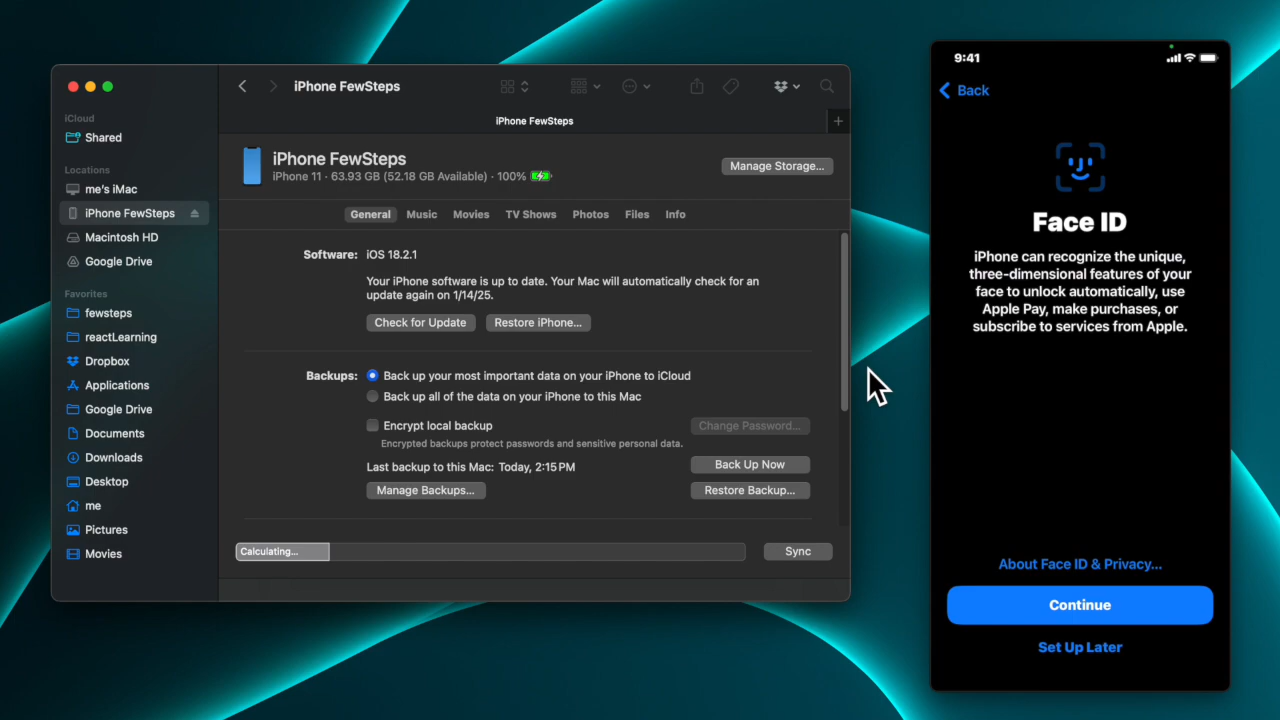 iPhone FewSteps
iPhone FewSteps
iCloud
Shared
Locations
me's iMac
iPhone FewSteps
Macintosh HD
Google Drive
Favorites
fewsteps
reactLearning
Dropbox
Applications
Google Drive
Documents
Downloads
Desktop
me
Pictures
Movies
iPhone FewSteps
iPhone 11 · 63.93 GB (52.18 GB Available) · 100%
Manage Storage...
General Music Movies TV Shows Photos Files Info
Software: iOS 18.2.1
Your iPhone software is up to date. Your Mac will automatically check for an
update again on 1/14/25.
Check for Update Restore iPhone...
Backups: Back up your most important data on your iPhone to iCloud
Back up all of the data on your iPhone to this Mac
Encrypt local backup Change Password...
Encrypted backups protect passwords and sensitive personal data.
Last backup to this Mac: Today, 2:15 PM Back Up Now
Manage Backups... Restore Backup...
Calculating... Sync
9:41
Back
Face ID
iPhone can recognize the unique,
three-dimensional features of your
face to unlock automatically, use
Apple Pay, make purchases, or
subscribe to services from Apple.
About Face ID & Privacy...
Continue
Set Up Later